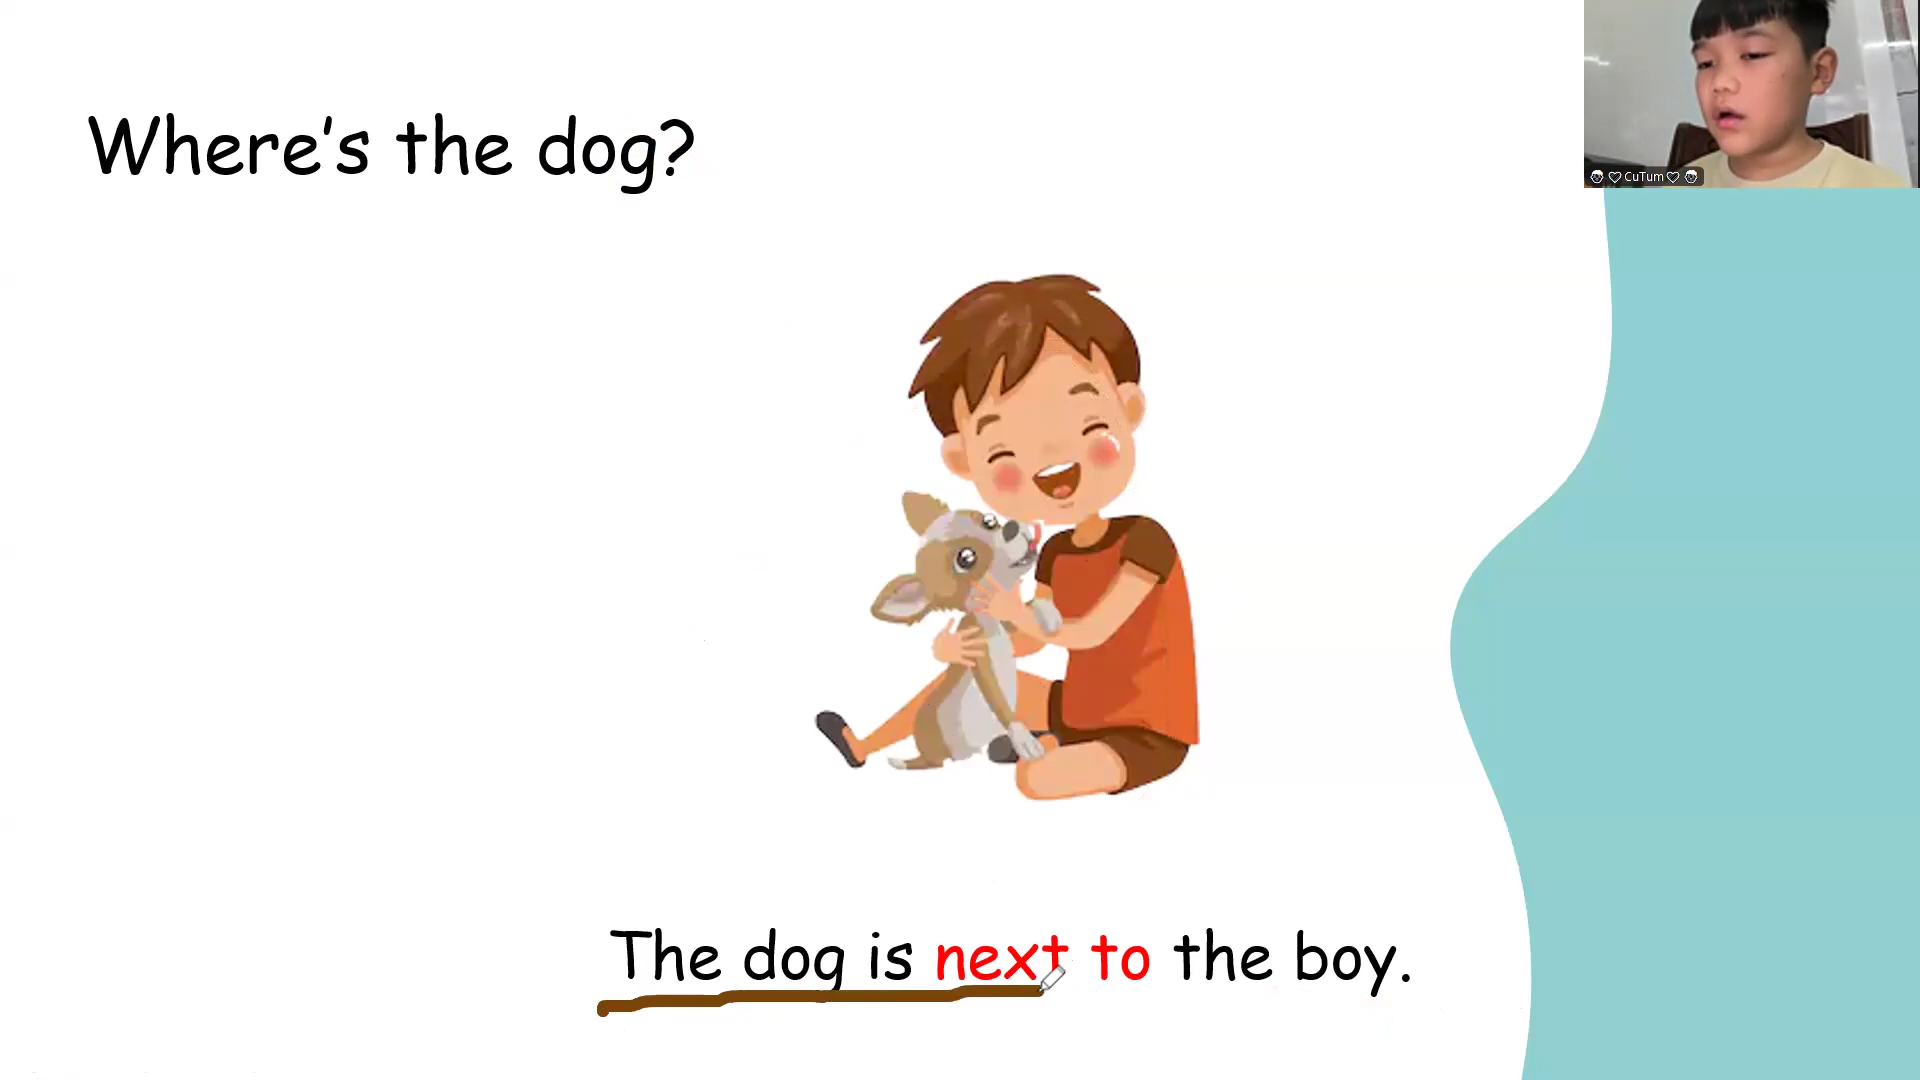 Where's the dog?
♡ CuTum ♡
The dog is next to the boy.